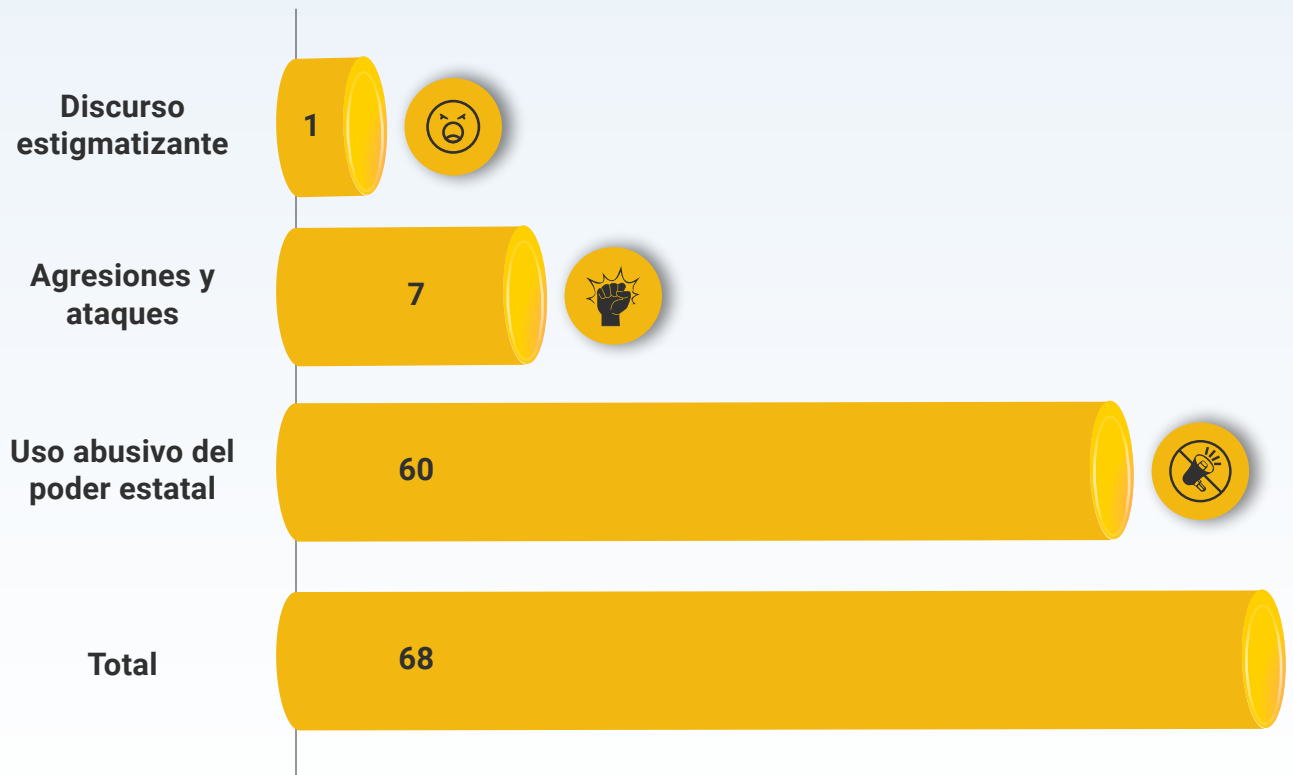 Discurso
estigmatizante
1
Agresiones y
ataques
7
Uso abusivo del
poder estatal
60
Total
68